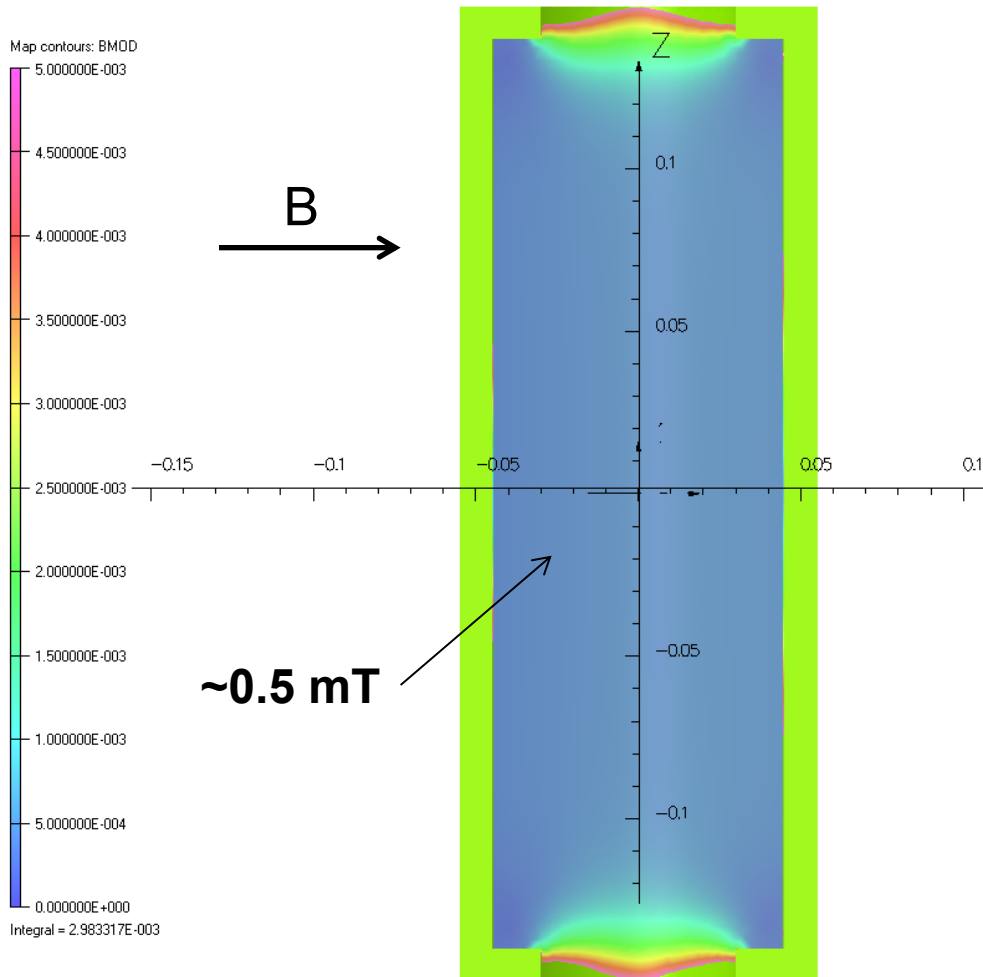 Map contours: BMOD
5.000000E-003
4.500000E-003
4.000000E-003
3.500000E-003
3.000000E-003
2.500000E-003
2.000000E-003
1.500000E-003
1.000000E-003
5.000000E-004
0.000000E+000
Integral = 2.983317E-003
B
~0.5 mT
Z
0.1
0.05
−0.05
−0.1
−0.15
−0.1
−0.05
0.05
0.1